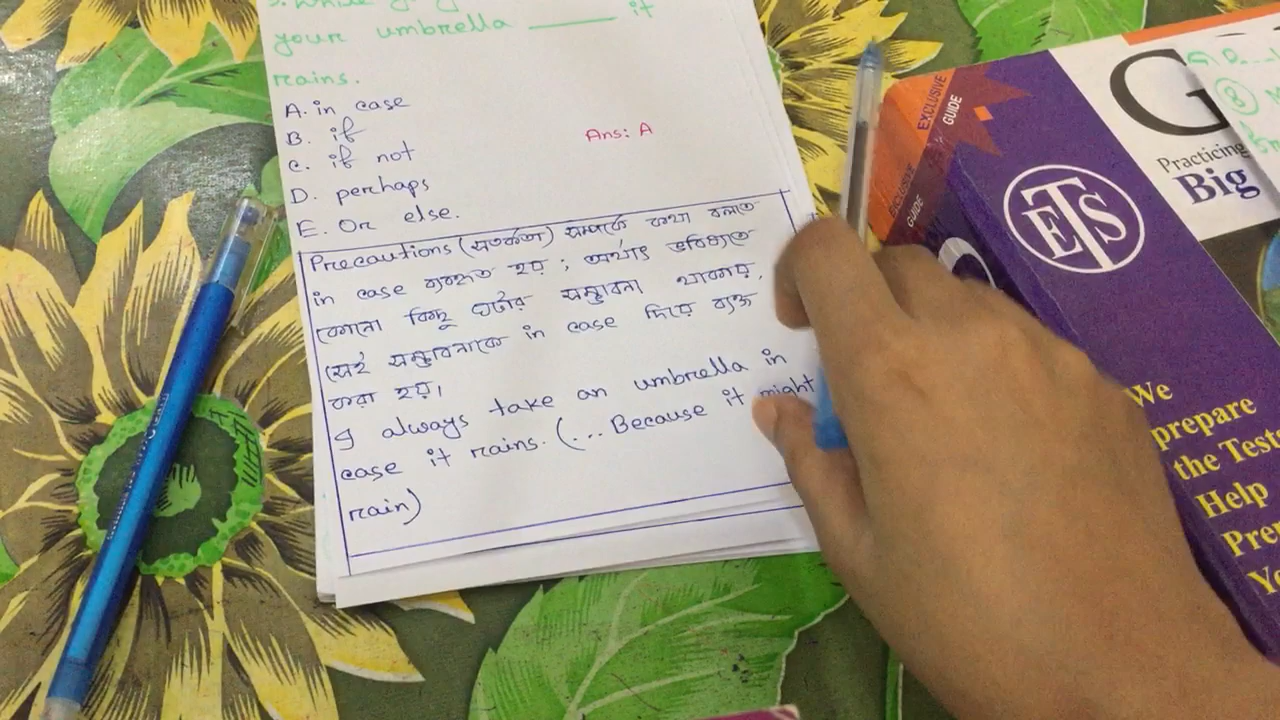 your umbrella ______ it
rains.
A. in case
B. if
C. if not
D. perhaps
E. Or else.
Ans: A
Precautions (সতর্কতা) সম্পর্কে কথা বলতে
in case ব্যবহৃত হয়; অর্থাৎ ভবিষ্যতে
কোনো কিছু ঘটার সম্ভাবনা থাকায়,
সেই সম্ভাবনাকে in case দিয়ে ব্যক্ত
করা হয়।
I always take an umbrella in
case it rains. (... Because it might
rain)
EXCLUSIVE
GUIDE
EXCLUSIVE
GUIDE
ETS
G
Practicing
Big
We
prepare
the Tests
Help